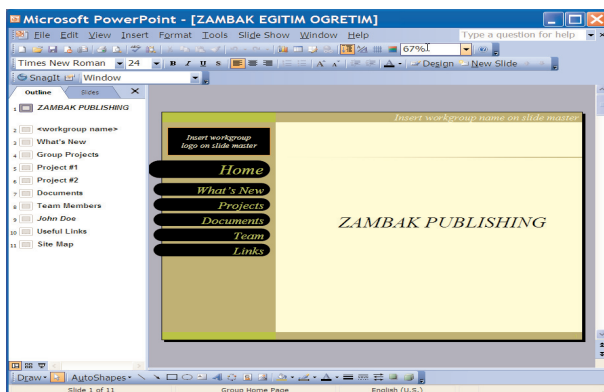 Microsoft PowerPoint - [ZAMBAK EGITIM OGRETIM]
File Edit View Insert Format Tools Slide Show Window Help Type a question for help
67%
Times New Roman 24 B I U S A A A Design New Slide
SnagIt Window
Outline Slides
1 ZAMBAK PUBLISHING
2 <workgroup name>
3 What's New
4 Group Projects
5 Project #1
6 Project #2
7 Documents
8 Team Members
9 John Doe
10 Useful Links
11 Site Map
Insert workgroup name on slide master
Insert workgroup
logo on slide master
Home
What's New
Projects
Documents
Team
Links
ZAMBAK PUBLISHING
Draw AutoShapes A A
Slide 1 of 11 Group Home Page English (U.S.)